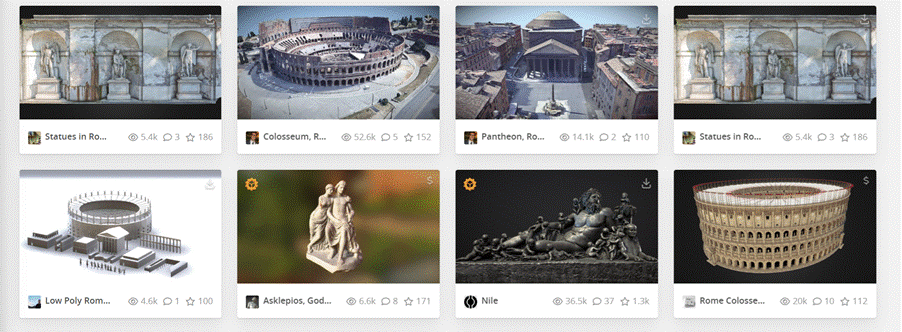 Statues in Ro... 5.4k 3 186
Colosseum, R... 52.6k 5 152
Pantheon, Ro... 14.1k 2 110
Statues in Ro... 5.4k 3 186
$
$
Low Poly Rom... 4.6k 1 100
Asklepios, God... 6.6k 8 171
Nile 36.5k 37 1.3k
Rome Colosse... 20k 10 112